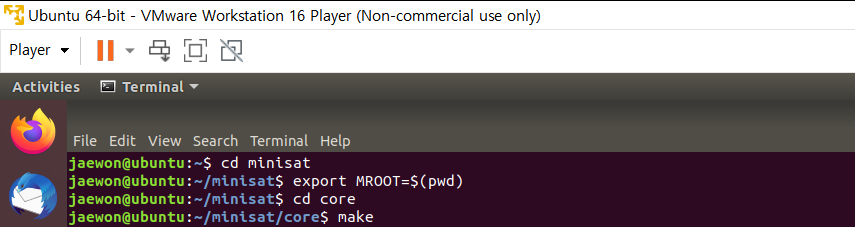 Ubuntu 64-bit - VMware Workstation 16 Player (Non-commercial use only)
Player
Activities Terminal
File Edit View Search Terminal Help
jaewon@ubuntu:~$ cd minisat
jaewon@ubuntu:~/minisat$ export MROOT=$(pwd)
jaewon@ubuntu:~/minisat$ cd core
jaewon@ubuntu:~/minisat/core$ make